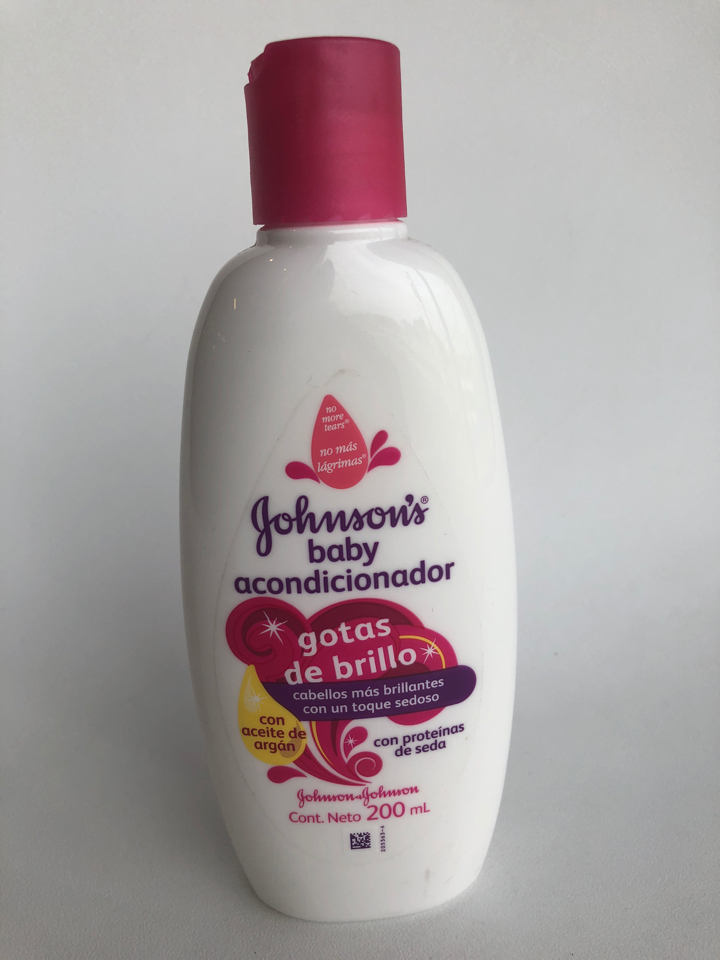 no
more
tears®
no más
lágrimas®
Johnson's®
baby
acondicionador
gotas
de brillo
cabellos más brillantes
con un toque sedoso
con
aceite de
argán
con proteínas
de seda
Johnson & Johnson
Cont. Neto 200 mL